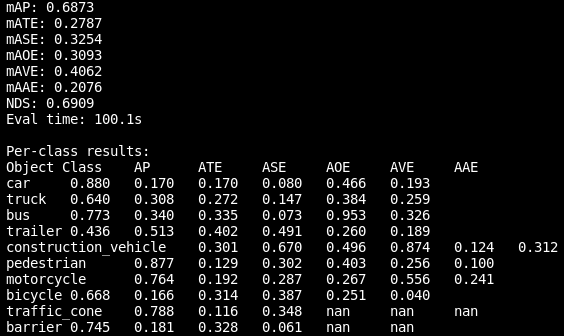 mAP: 0.6873
mATE: 0.2787
mASE: 0.3254
mAOE: 0.3093
mAVE: 0.4062
mAAE: 0.2076
NDS: 0.6909
Eval time: 100.1s
Per-class results:
Object Class AP ATE ASE AOE AVE AAE
car 0.880 0.170 0.170 0.080 0.466 0.193
truck 0.640 0.308 0.272 0.147 0.384 0.259
bus 0.773 0.340 0.335 0.073 0.953 0.326
trailer 0.436 0.513 0.402 0.491 0.260 0.189
construction_vehicle 0.301 0.670 0.496 0.874 0.124 0.312
pedestrian 0.877 0.129 0.302 0.403 0.256 0.100
motorcycle 0.764 0.192 0.287 0.267 0.556 0.241
bicycle 0.668 0.166 0.314 0.387 0.251 0.040
traffic_cone 0.788 0.116 0.348 nan nan nan
barrier 0.745 0.181 0.328 0.061 nan nan